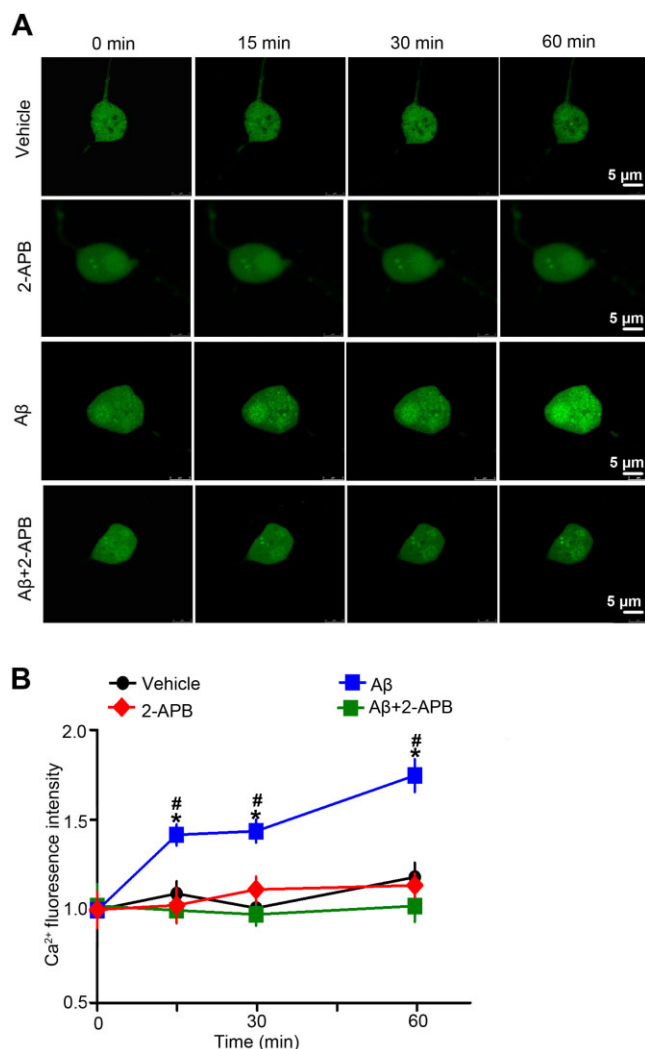 A
0 min 15 min 30 min 60 min
Vehicle
5 µm
2-APB
5 µm
Aβ
5 µm
Aβ+2-APB
5 µm
B
Vehicle Aβ
2-APB Aβ+2-APB
Ca²⁺ fluoresence intensity
2.0
1.5
1.0
0.5
# # #
* * *
0 30 60
Time (min)